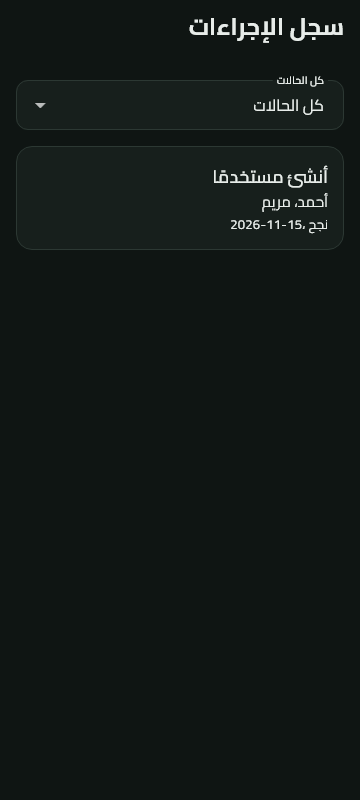 سجل الإجراءات
كل الحالات
كل الحالات
أنشئ مستخدمًا
أحمد، مريم
نجح ،2026-11-15